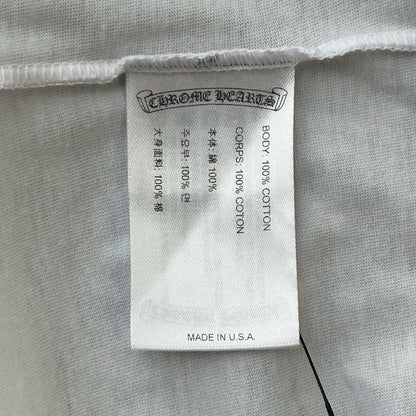 CHROME HEARTS
BODY: 100% COTTON
CORPS: 100% COTON
本体: 綿 100%
주요부: 100% 면
大身面料: 100% 棉
MADE IN U.S.A.